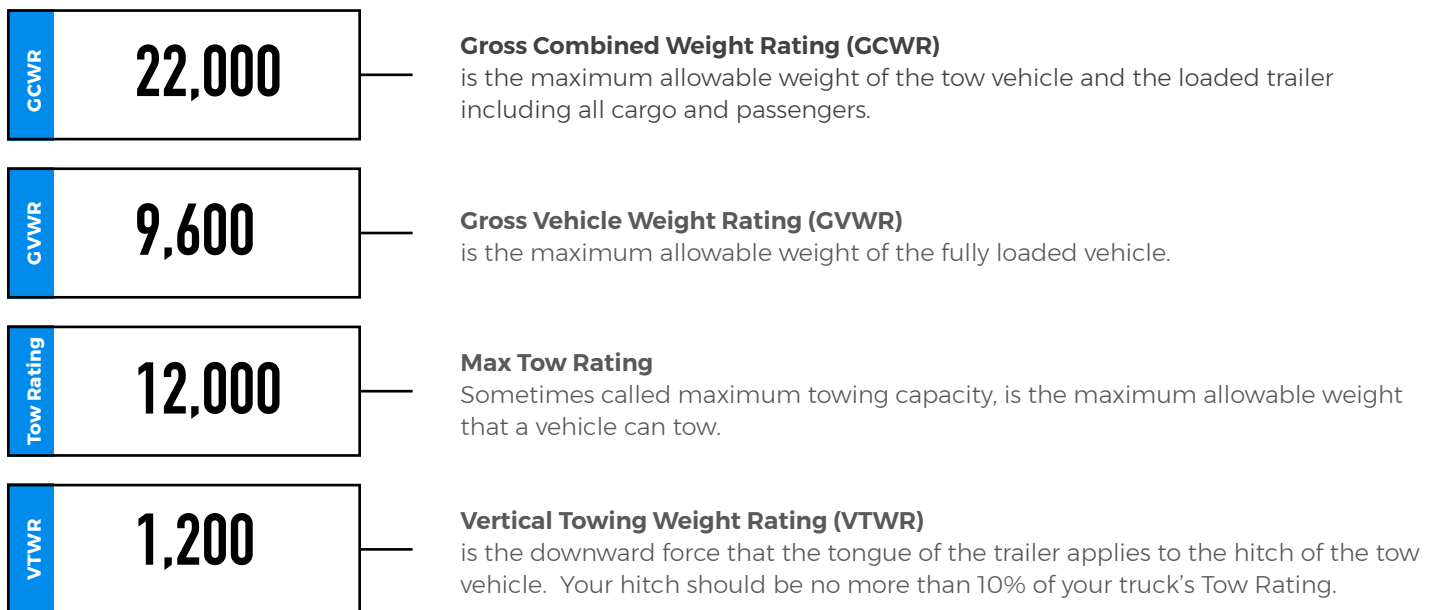 GCWR
22,000
Gross Combined Weight Rating (GCWR)
is the maximum allowable weight of the tow vehicle and the loaded trailer
including all cargo and passengers.
GVWR
9,600
Gross Vehicle Weight Rating (GVWR)
is the maximum allowable weight of the fully loaded vehicle.
Tow Rating
12,000
Max Tow Rating
Sometimes called maximum towing capacity, is the maximum allowable weight
that a vehicle can tow.
VTWR
1,200
Vertical Towing Weight Rating (VTWR)
is the downward force that the tongue of the trailer applies to the hitch of the tow
vehicle.  Your hitch should be no more than 10% of your truck’s Tow Rating.